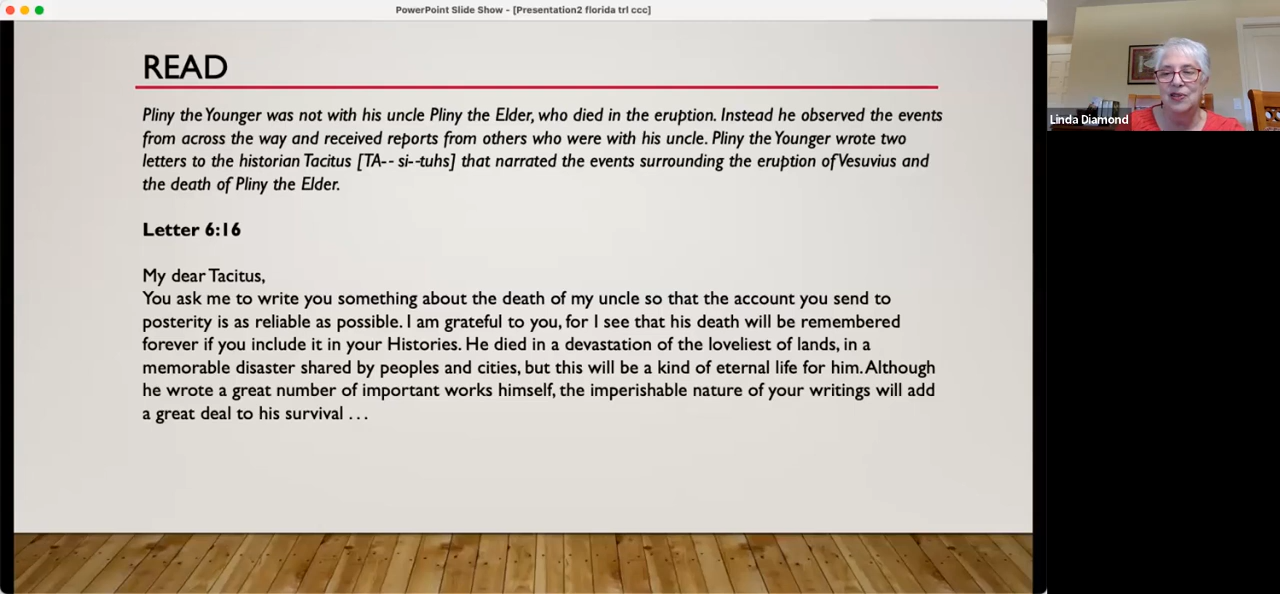 PowerPoint Slide Show - [Presentation2 florida trl ccc]
READ
Pliny the Younger was not with his uncle Pliny the Elder, who died in the eruption. Instead he observed the events
from across the way and received reports from others who were with his uncle. Pliny the Younger wrote two
letters to the historian Tacitus [TA-- si--tuhs] that narrated the events surrounding the eruption of Vesuvius and
the death of Pliny the Elder.
Letter 6:16
My dear Tacitus,
You ask me to write you something about the death of my uncle so that the account you send to
posterity is as reliable as possible. I am grateful to you, for I see that his death will be remembered
forever if you include it in your Histories. He died in a devastation of the loveliest of lands, in a
memorable disaster shared by peoples and cities, but this will be a kind of eternal life for him. Although
he wrote a great number of important works himself, the imperishable nature of your writings will add
a great deal to his survival . . .
Linda Diamond